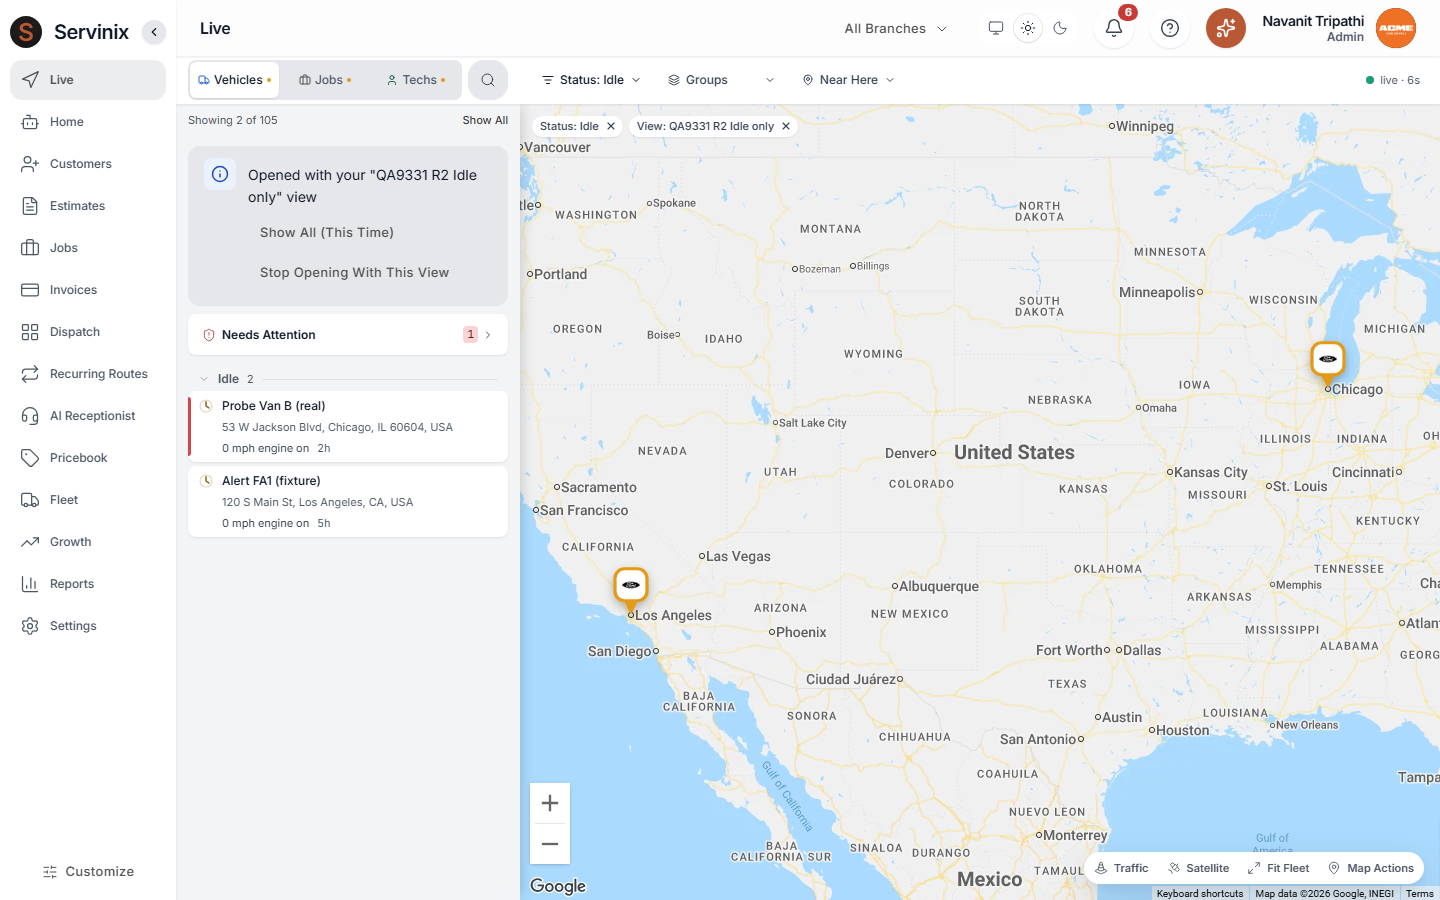 Servinix
Live
Home
Customers
Estimates
Jobs
Invoices
Dispatch
Recurring Routes
AI Receptionist
Pricebook
Fleet
Growth
Reports
Settings
Customize
Live
All Branches
6
Navanit Tripathi
Admin
ACME
Vehicles
Jobs
Techs
Status: Idle
Groups
Near Here
live · 6s
Showing 2 of 105
Show All
Opened with your "QA9331 R2 Idle
only" view
Show All (This Time)
Stop Opening With This View
Needs Attention
1
Idle 2
Probe Van B (real)
53 W Jackson Blvd, Chicago, IL 60604, USA
0 mph engine on 2h
Alert FA1 (fixture)
120 S Main St, Los Angeles, CA, USA
0 mph engine on 5h
Status: Idle
View: QA9331 R2 Idle only
Winnipeg
Vancouver
tle
Spokane
WASHINGTON
NORTH
DAKOTA
MONTANA
MINNESOTA
Bozeman
Billings
Portland
Minneapolis
WISCONSIN
SOUTH
DAKOTA
OREGON
Boise
IDAHO
MICHIGAN
WYOMING
IOWA
Chicago
NEBRASKA
Omaha
Salt Lake City
ILLINOIS
INDIANA
OH
NEVADA
Denver
United States
UTAH
COLORADO
Kansas City
Cincinnati
Sacramento
KANSAS
MISSOURI
St. Louis
San Francisco
KENTUCKY
CALIFORNIA
Las Vegas
OKLAHOMA
TENNESSEE
Albuquerque
Memphis
Cha
ARKANSAS
Los Angeles
ARIZONA
NEW MEXICO
Phoenix
MISSISSIPPI
Atlan
San Diego
Fort Worth
Dallas
ALABAMA
GEORG
Ciudad Juárez
TEXAS
BAJA
CALIFORNIA
SONORA
Austin
LOUISIANA
New Orleans
CHIHUAHUA
San Antonio
Houston
COAHUILA
Tampa
Gulf of California
NUEVO LEON
Monterrey
Gulf of
America
BAJA
CALIFORNIA SUR
SINALOA
DURANGO
TAMAUL
Mexico
Traffic
Satellite
Fit Fleet
Map Actions
Google
Keyboard shortcuts
Map data ©2026 Google, INEGI
Terms